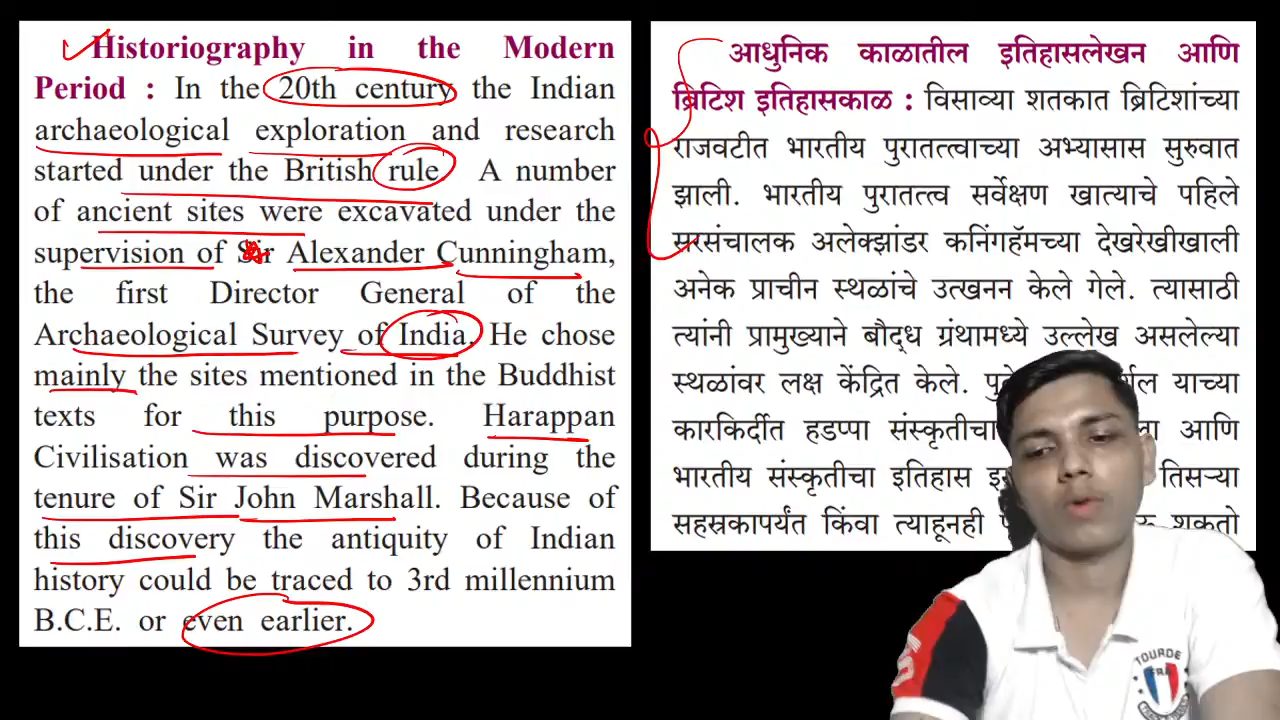 Historiography in the Modern
Period : In the 20th century the Indian
archaeological exploration and research
started under the British rule. A number
of ancient sites were excavated under the
supervision of Sir Alexander Cunningham,
the first Director General of the
Archaeological Survey of India. He chose
mainly the sites mentioned in the Buddhist
texts for this purpose. Harappan
Civilisation was discovered during the
tenure of Sir John Marshall. Because of
this discovery the antiquity of Indian
history could be traced to 3rd millennium
B.C.E. or even earlier.
आधुनिक काळातील इतिहासलेखन आणि
ब्रिटिश इतिहासकाळ : विसाव्या शतकात ब्रिटिशांच्या
राजवटीत भारतीय पुरातत्त्वाच्या अभ्यासास सुरुवात
झाली. भारतीय पुरातत्त्व सर्वेक्षण खात्याचे पहिले
सरसंचालक अलेक्झांडर कनिंगहॅमच्या देखरेखीखाली
अनेक प्राचीन स्थळांचे उत्खनन केले गेले. त्यासाठी
त्यांनी प्रामुख्याने बौद्ध ग्रंथामध्ये उल्लेख असलेल्या
स्थळांवर लक्ष केंद्रित केले. याच्या
कारकिर्दीत हडप्पा आणि
भारतीय संस्कृतीचा इतिहास तिसऱ्या
सहस्रकापर्यंत किंवा त्याहूनही शकतो
TOURDE
FRA